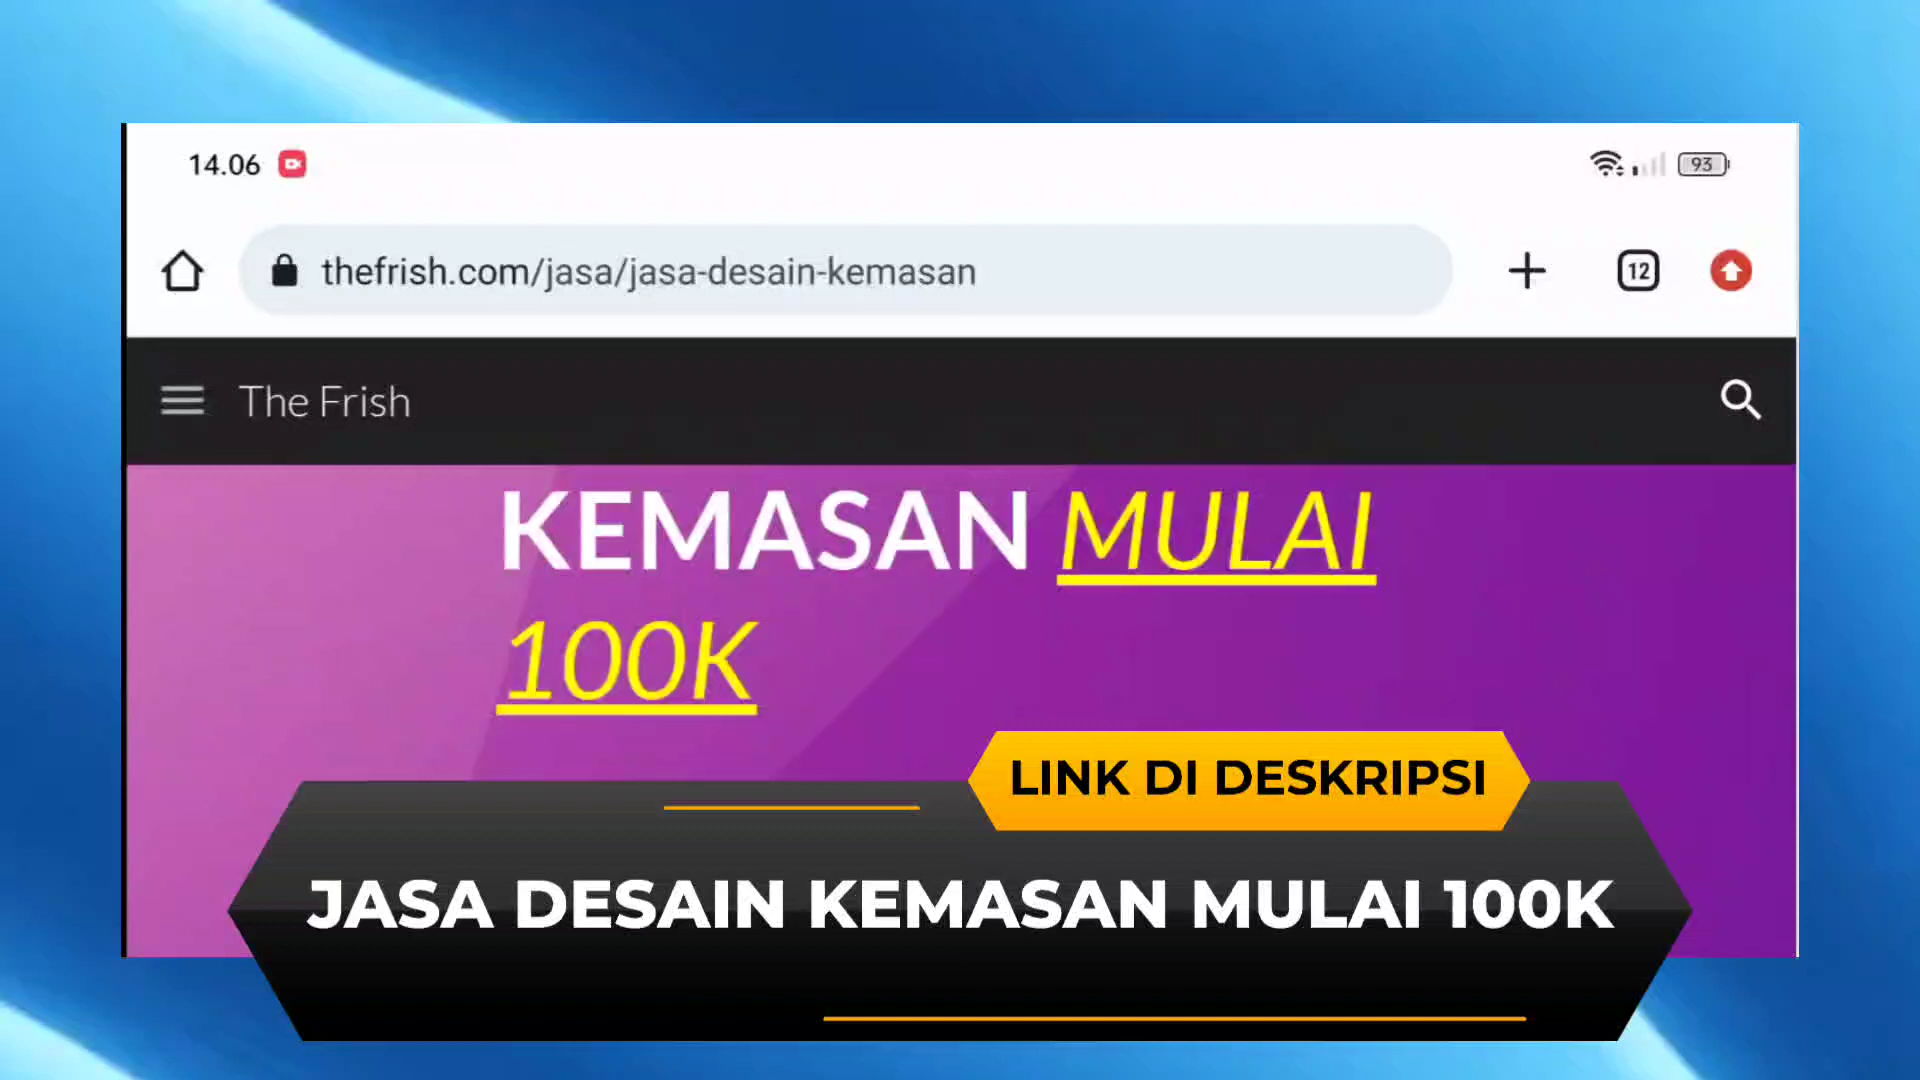 14.06
93
thefrish.com/jasa/jasa-desain-kemasan
12
The Frish
KEMASAN MULAI
100K
LINK DI DESKRIPSI
JASA DESAIN KEMASAN MULAI 100K